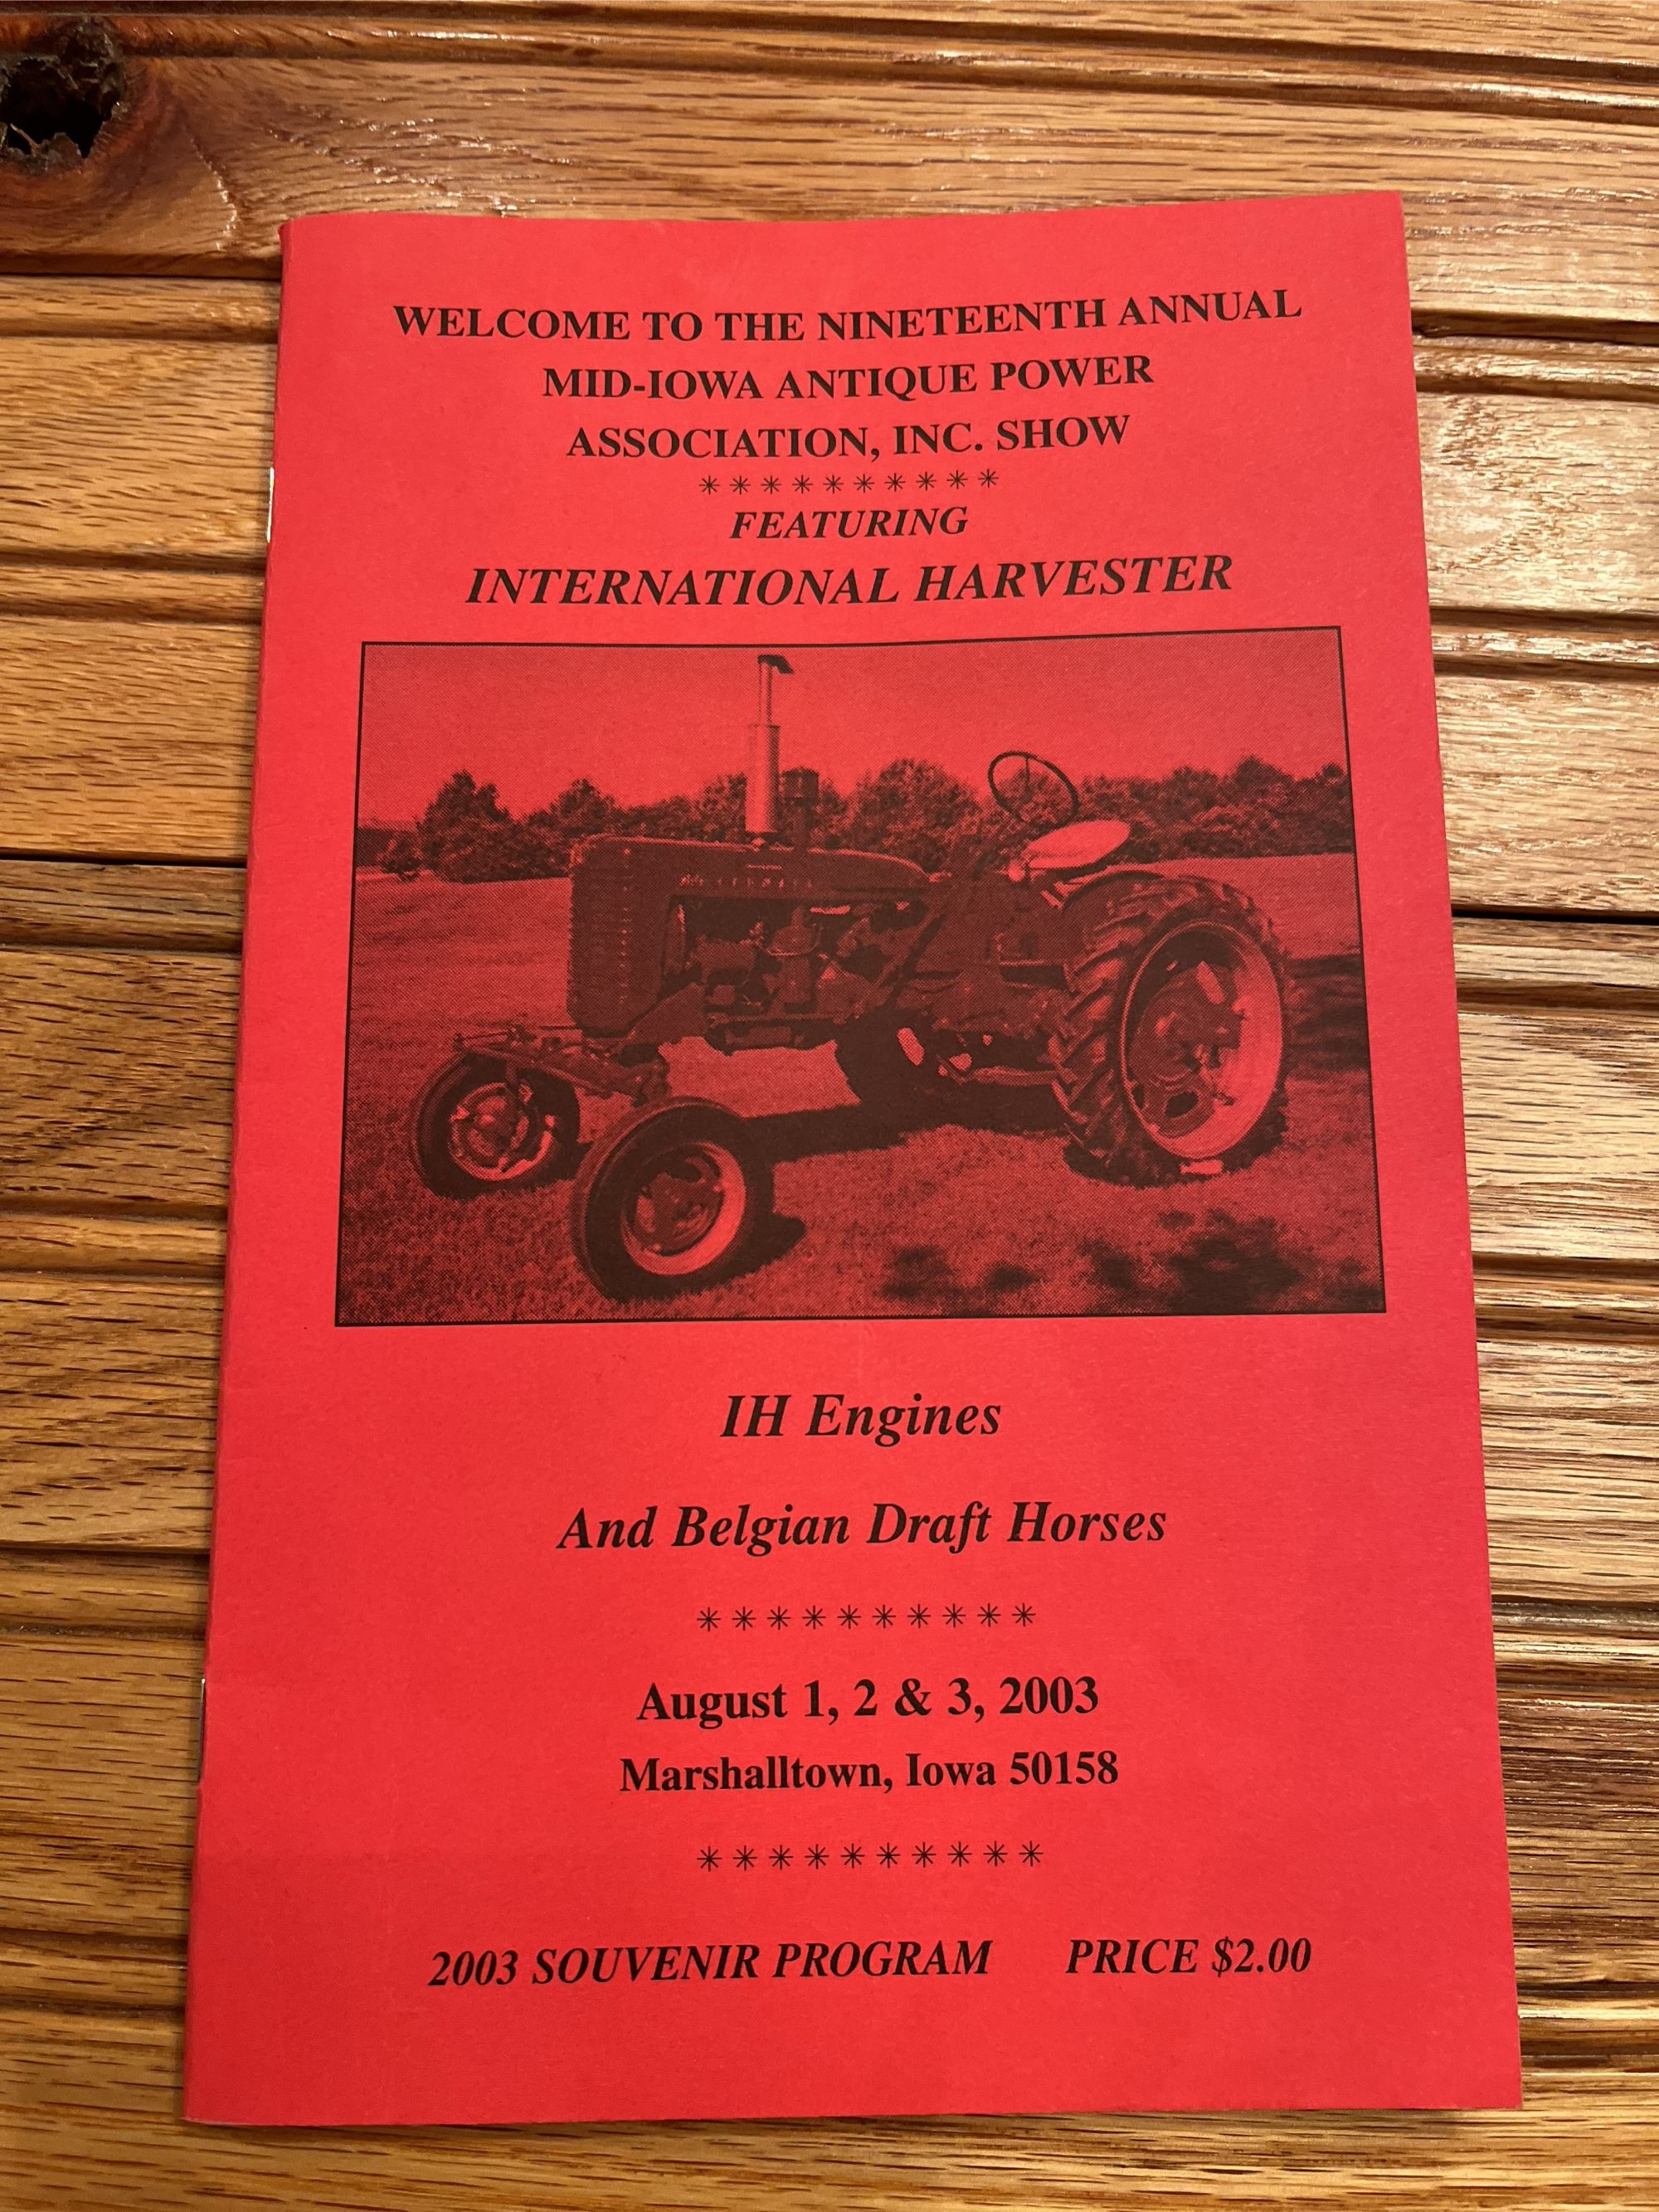 WELCOME TO THE NINETEENTH ANNUAL
MID-IOWA ANTIQUE POWER
ASSOCIATION, INC. SHOW
* * * * * * * * * *
FEATURING
INTERNATIONAL HARVESTER
IH Engines
And Belgian Draft Horses
* * * * * * * * * *
August 1, 2 & 3, 2003
Marshalltown, Iowa 50158
* * * * * * * * * *
2003 SOUVENIR PROGRAM PRICE $2.00